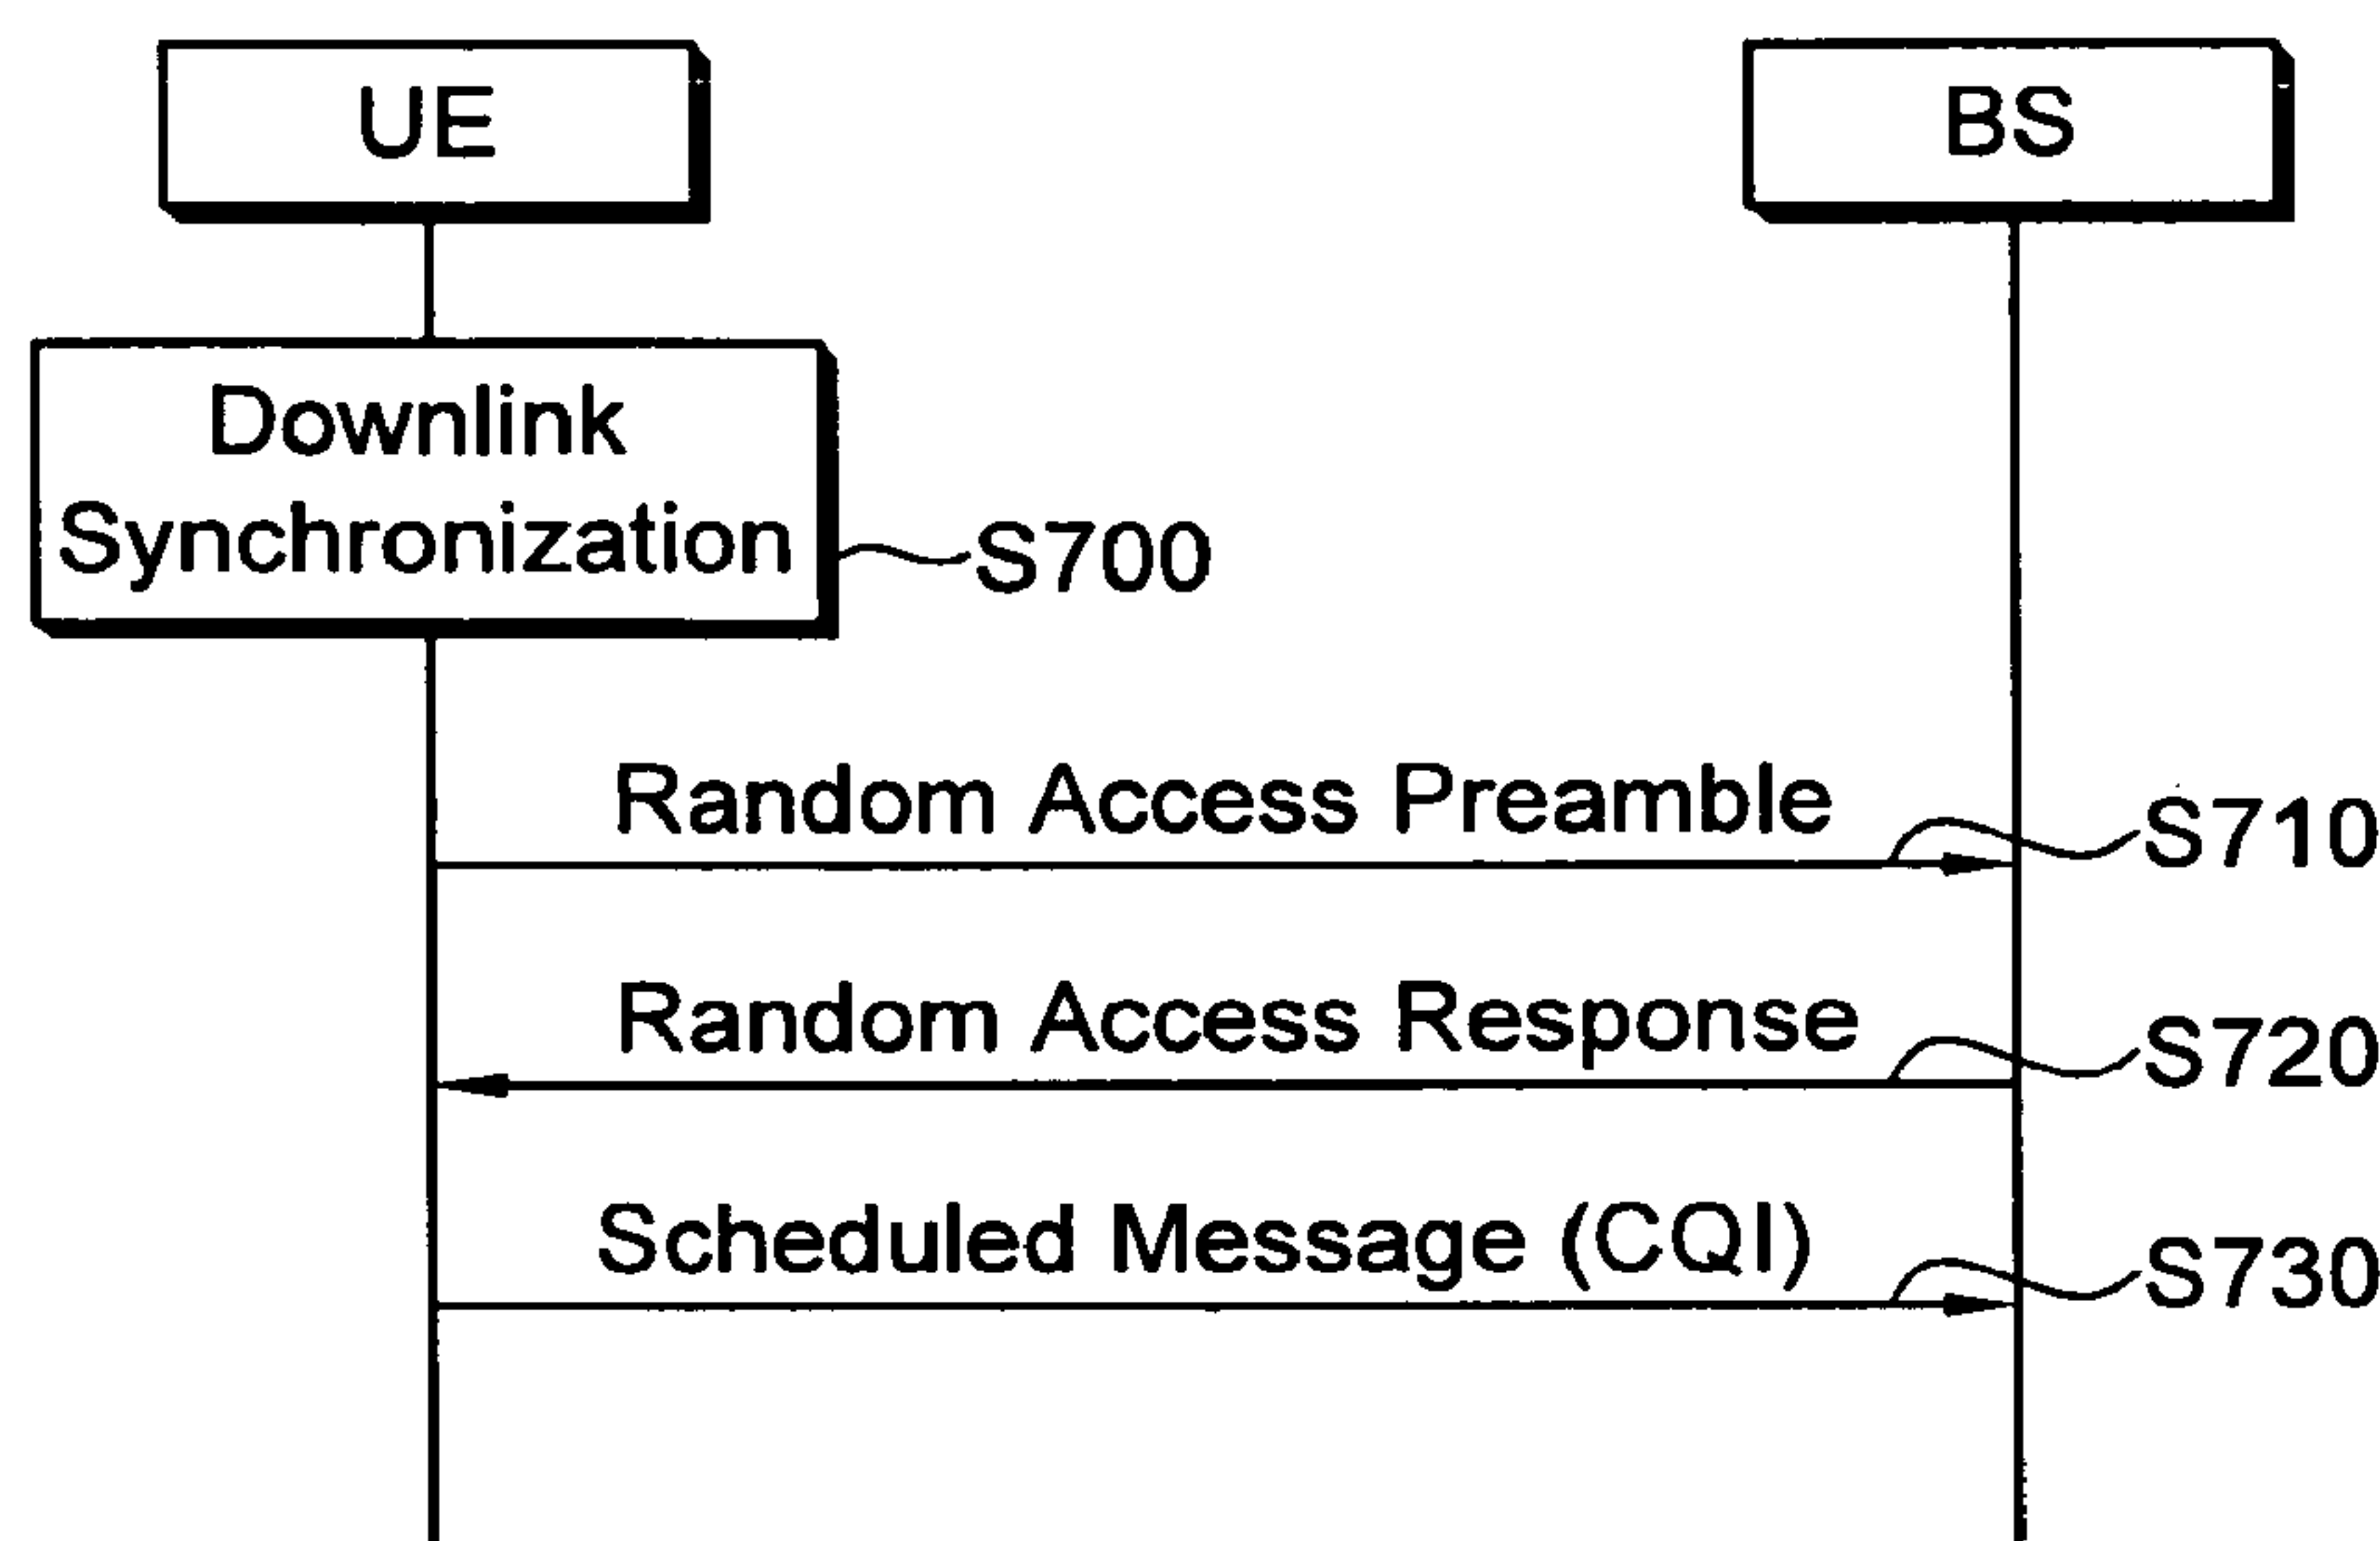 UE
BS
Downlink
Synchronization
S700
Random Access Preamble
S710
Random Access Response
S720
Scheduled Message (CQI)
S730